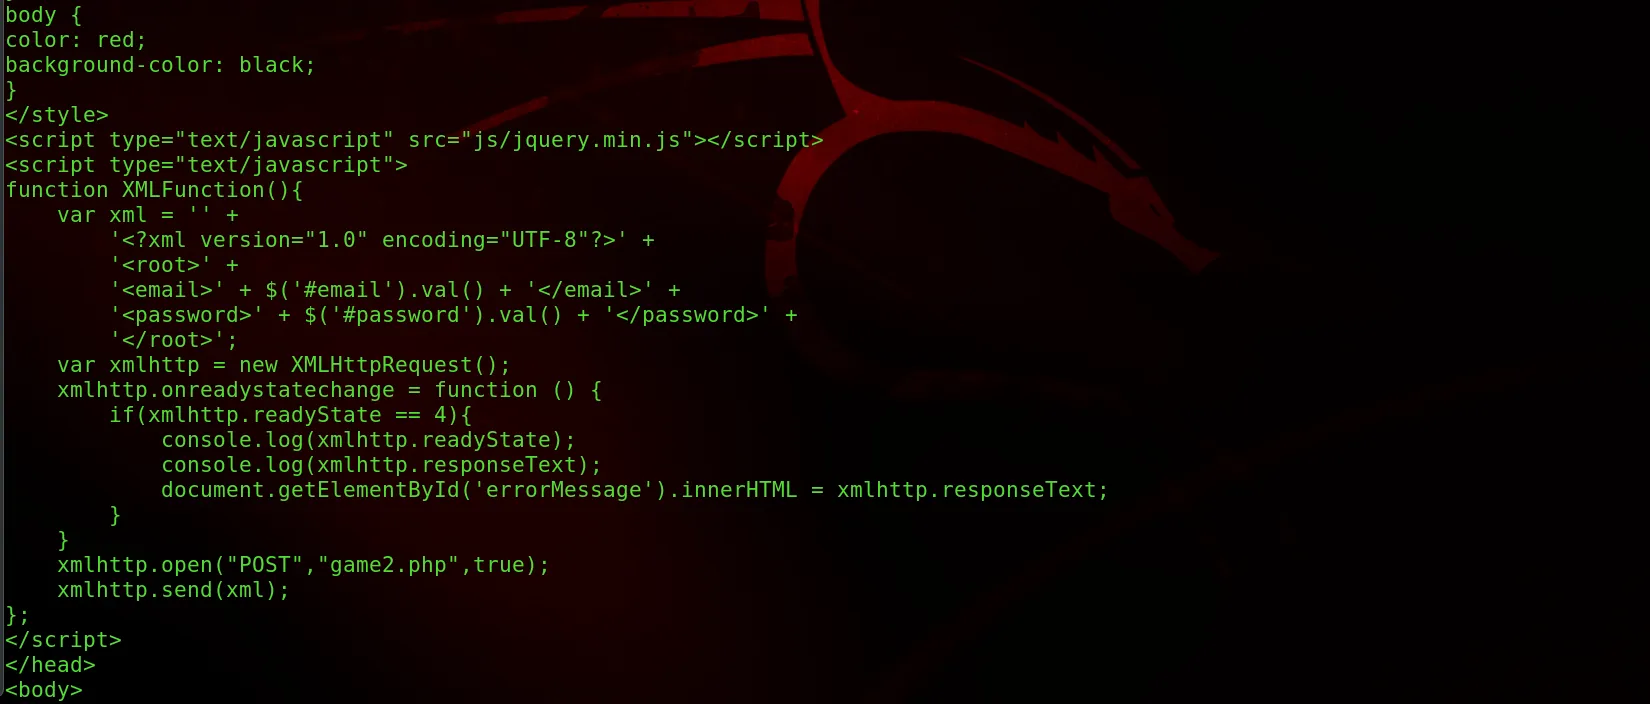 body {
color: red;
background-color: black;
}
</style>
<script type="text/javascript" src="js/jquery.min.js"></script>
<script type="text/javascript">
function XMLFunction(){
    var xml = '' +
        '<?xml version="1.0" encoding="UTF-8"?>' +
        '<root>' +
        '<email>' + $('#email').val() + '</email>' +
        '<password>' + $('#password').val() + '</password>' +
        '</root>';
    var xmlhttp = new XMLHttpRequest();
    xmlhttp.onreadystatechange = function () {
        if(xmlhttp.readyState == 4){
            console.log(xmlhttp.readyState);
            console.log(xmlhttp.responseText);
            document.getElementById('errorMessage').innerHTML = xmlhttp.responseText;
        }
    }
    xmlhttp.open("POST","game2.php",true);
    xmlhttp.send(xml);
};
</script>
</head>
<body>